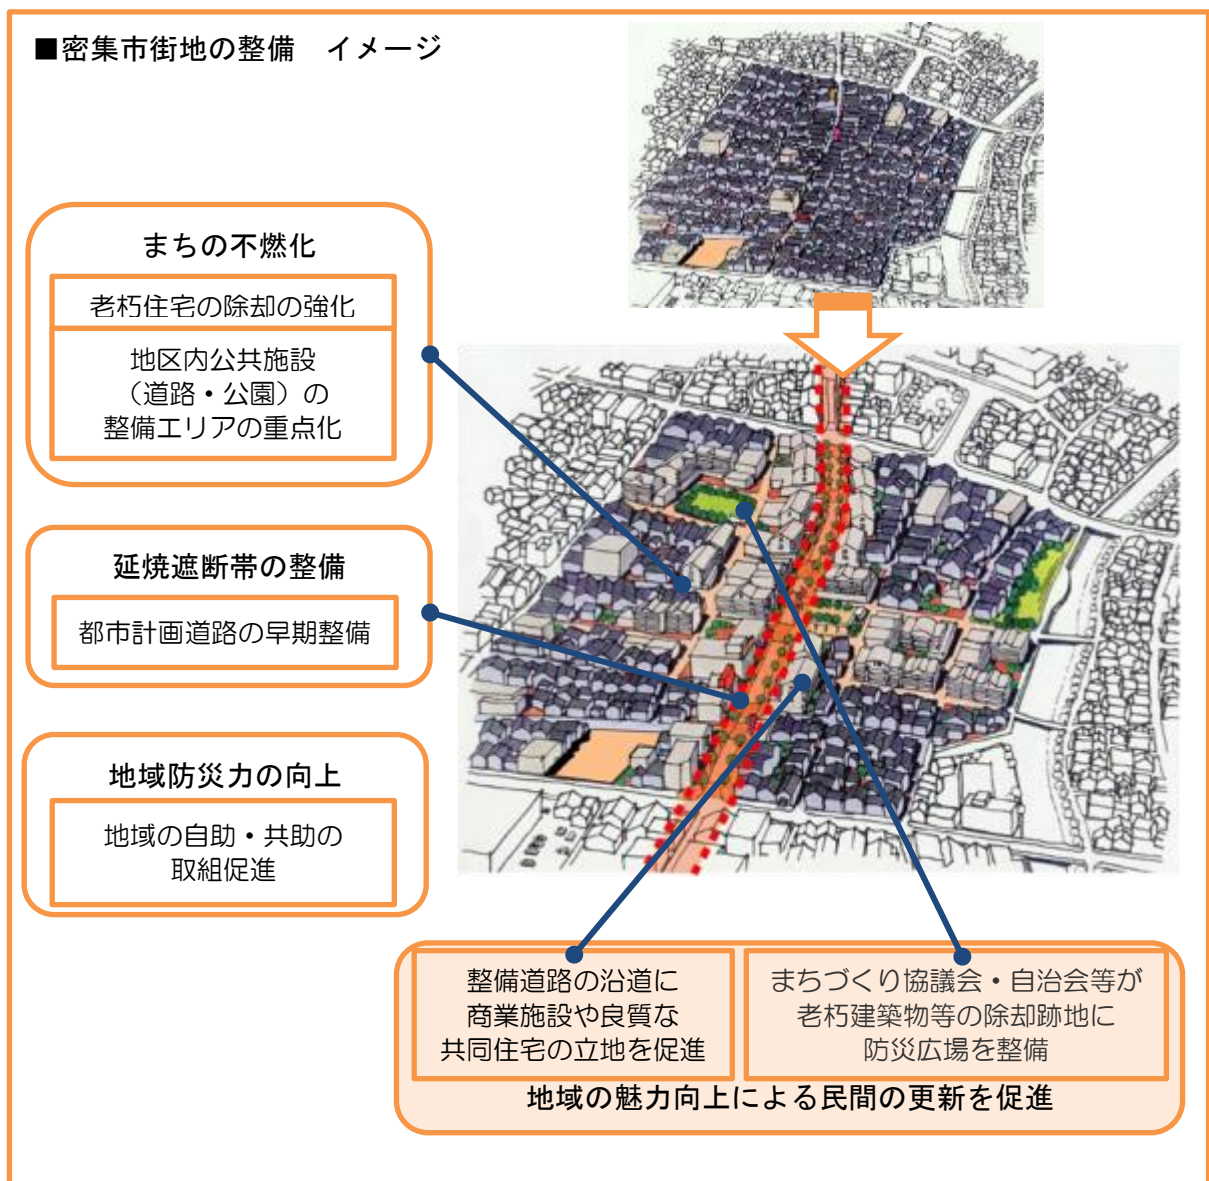 ■密集市街地の整備　イメージ
まちの不燃化
老朽住宅の除却の強化
地区内公共施設
（道路・公園）の
整備エリアの重点化
延焼遮断帯の整備
都市計画道路の早期整備
地域防災力の向上
地域の自助・共助の
取組促進
整備道路の沿道に
商業施設や良質な
共同住宅の立地を促進
まちづくり協議会・自治会等が
老朽建築物等の除却跡地に
防災広場を整備
地域の魅力向上による民間の更新を促進